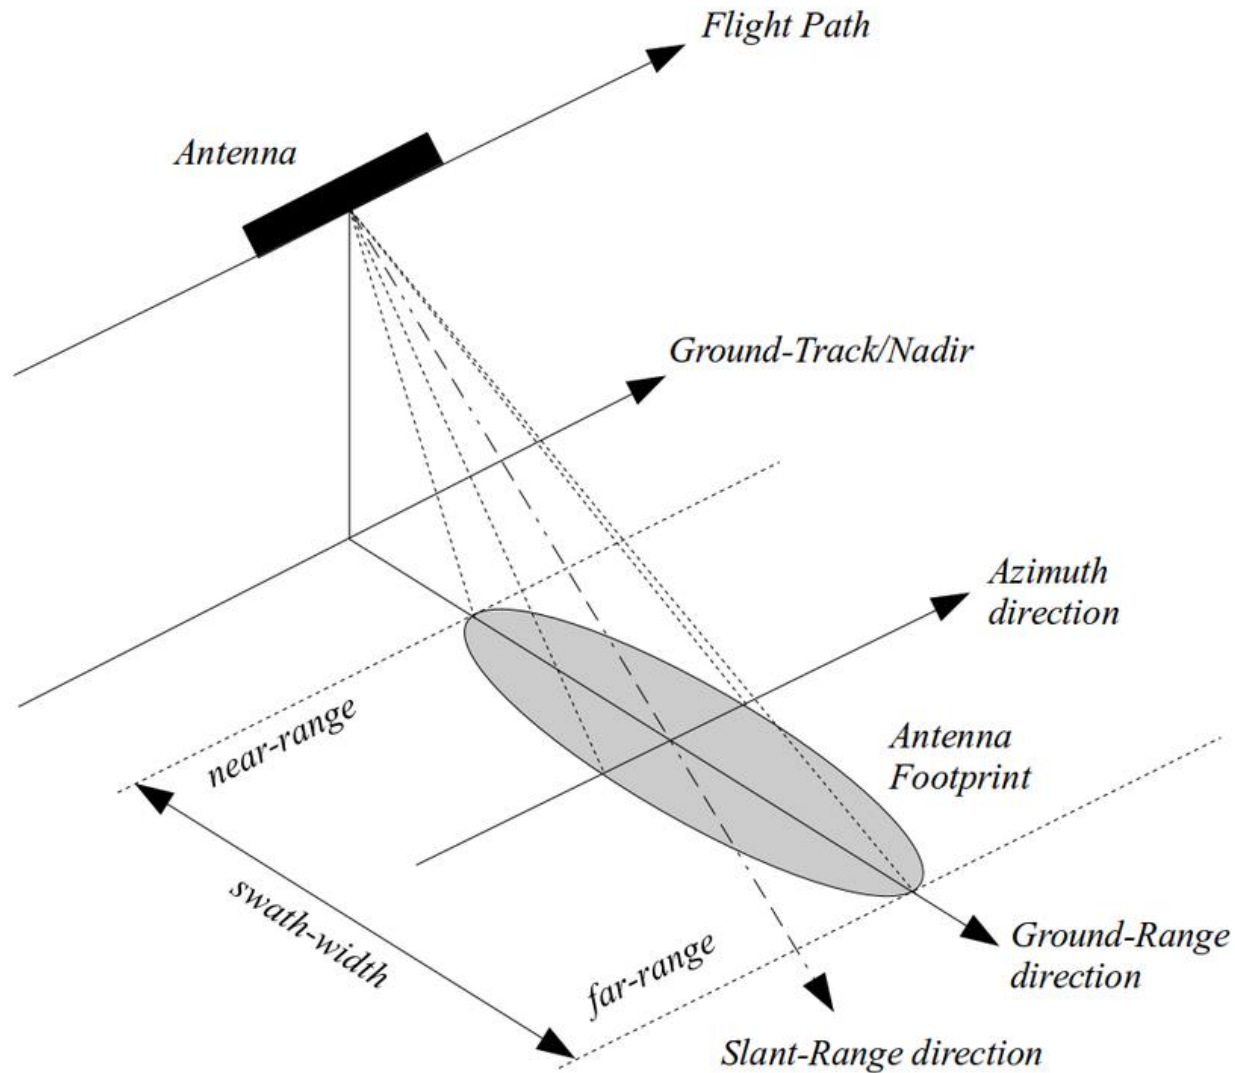 Flight Path
Antenna
Ground-Track/Nadir
Azimuth
direction
near-range
Antenna
Footprint
swath-width
far-range
Ground-Range
direction
Slant-Range direction